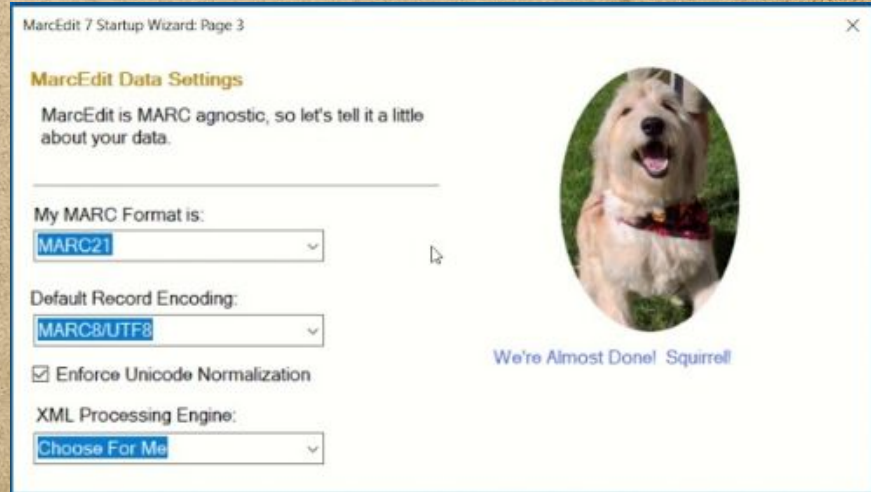 MarcEdit 7 Startup Wizard: Page 3
MarcEdit Data Settings
MarcEdit is MARC agnostic, so let's tell it a little
about your data.
My MARC Format is:
MARC21
Default Record Encoding:
MARC8/UTF8
Enforce Unicode Normalization
XML Processing Engine:
Choose For Me
We're Almost Done! Squirrel!